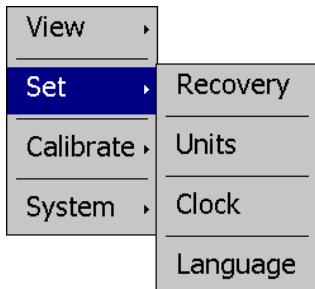 View
Set
Calibrate
System
Recovery
Units
Clock
Language